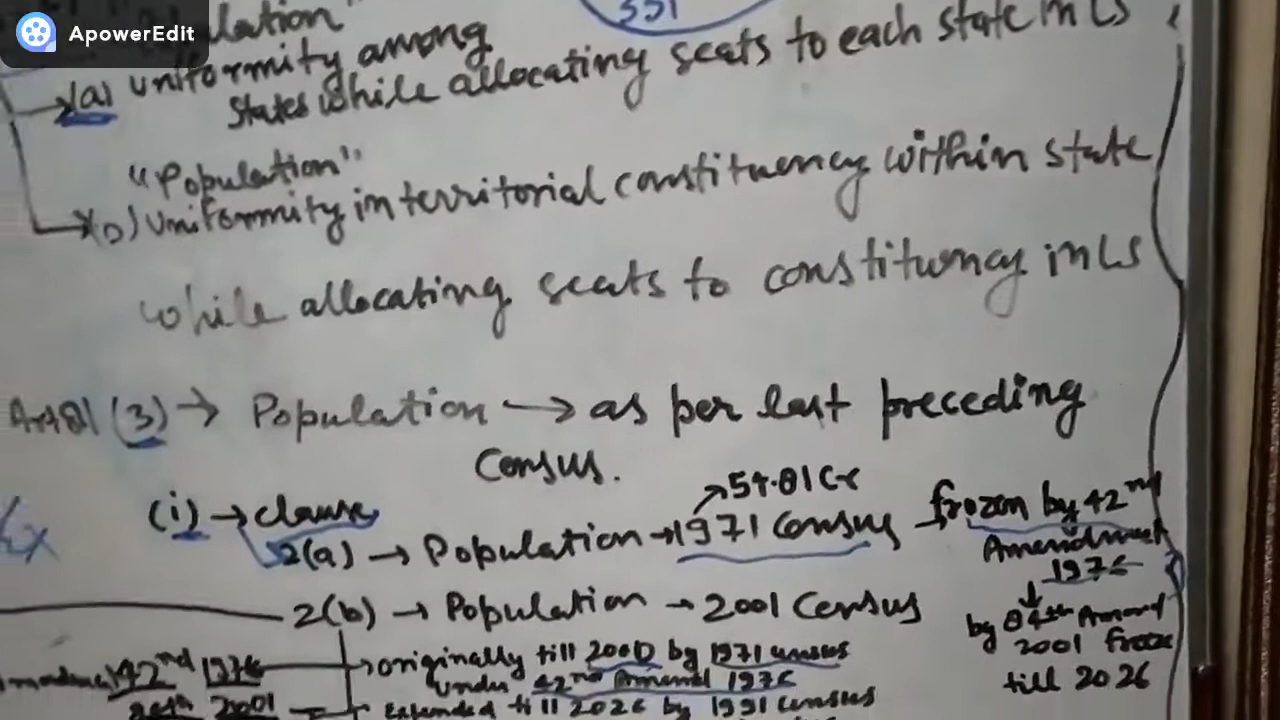 ApowerEdit
551
(a) uniformity among
States while allocating seats to each state in LS
"Population"
(b) Uniformity in territorial constituency within state
while allocating seats to constituency in LS
Art 81 (3) → Population → as per last preceding
Census.
(i) → clause
2(a) → Population → 1971 Census → frozen by 42nd
54.81 Cr
Amendment
1976
by 84th Amend
2001 freeze
till 2026
2(b) → Population → 2001 Census
42nd 1976 → originally till 2000 by 1971 census
under 42nd Amend 1976
2001 → Extended till 2026 by 1991 census